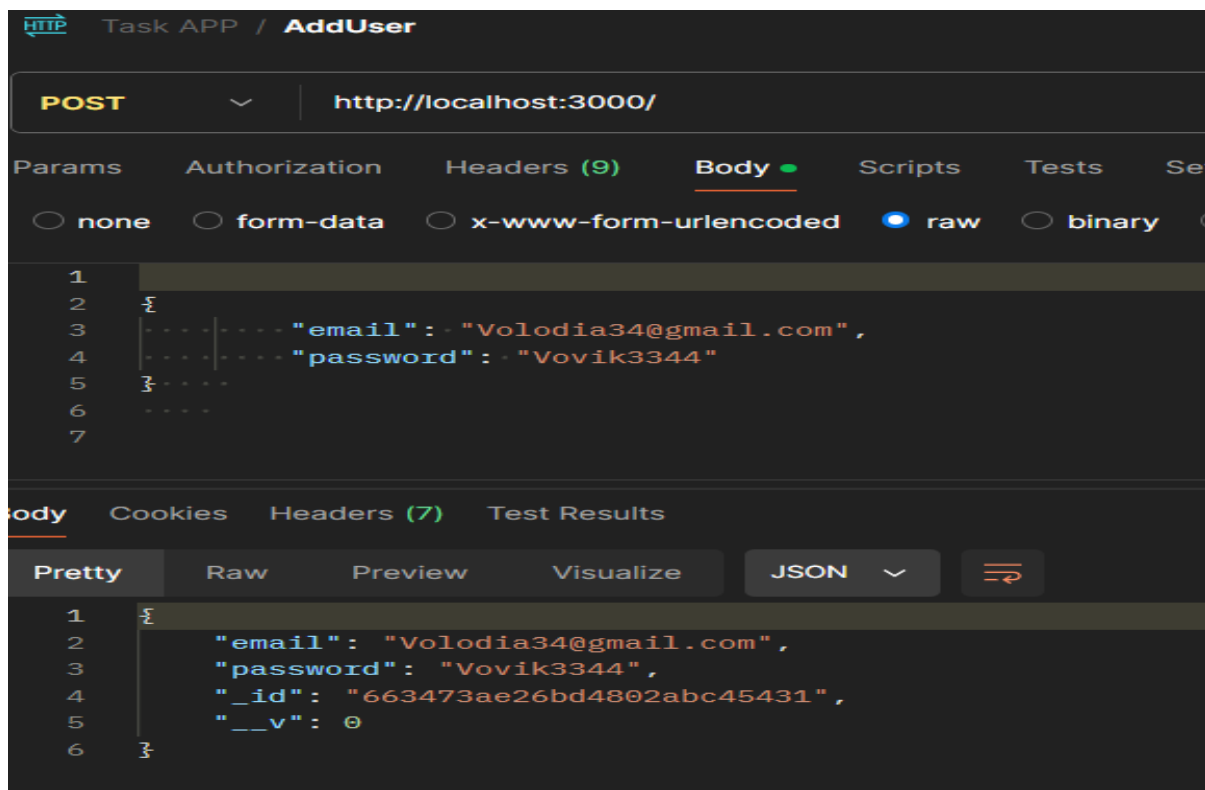 HTTP Task APP / AddUser
POST http://localhost:3000/
Params Authorization Headers (9) Body Scripts Tests Se
none form-data x-www-form-urlencoded raw binary
1
2 {
3 "email": "Volodia34@gmail.com",
4 "password": "Vovik3344"
5 }
6
7
ody Cookies Headers (7) Test Results
Pretty Raw Preview Visualize JSON
1 {
2 "email": "Volodia34@gmail.com",
3 "password": "Vovik3344",
4 "_id": "663473ae26bd4802abc45431",
5 "__v": 0
6 }